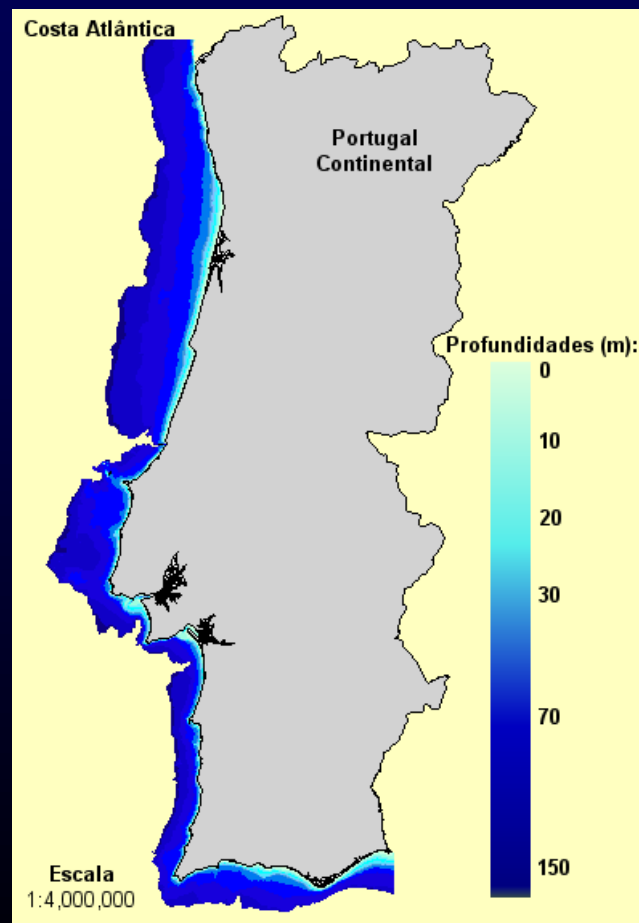 Costa Atlântica
Portugal
Continental
Profundidades (m):
0
10
20
30
70
150
Escala
1:4,000,000